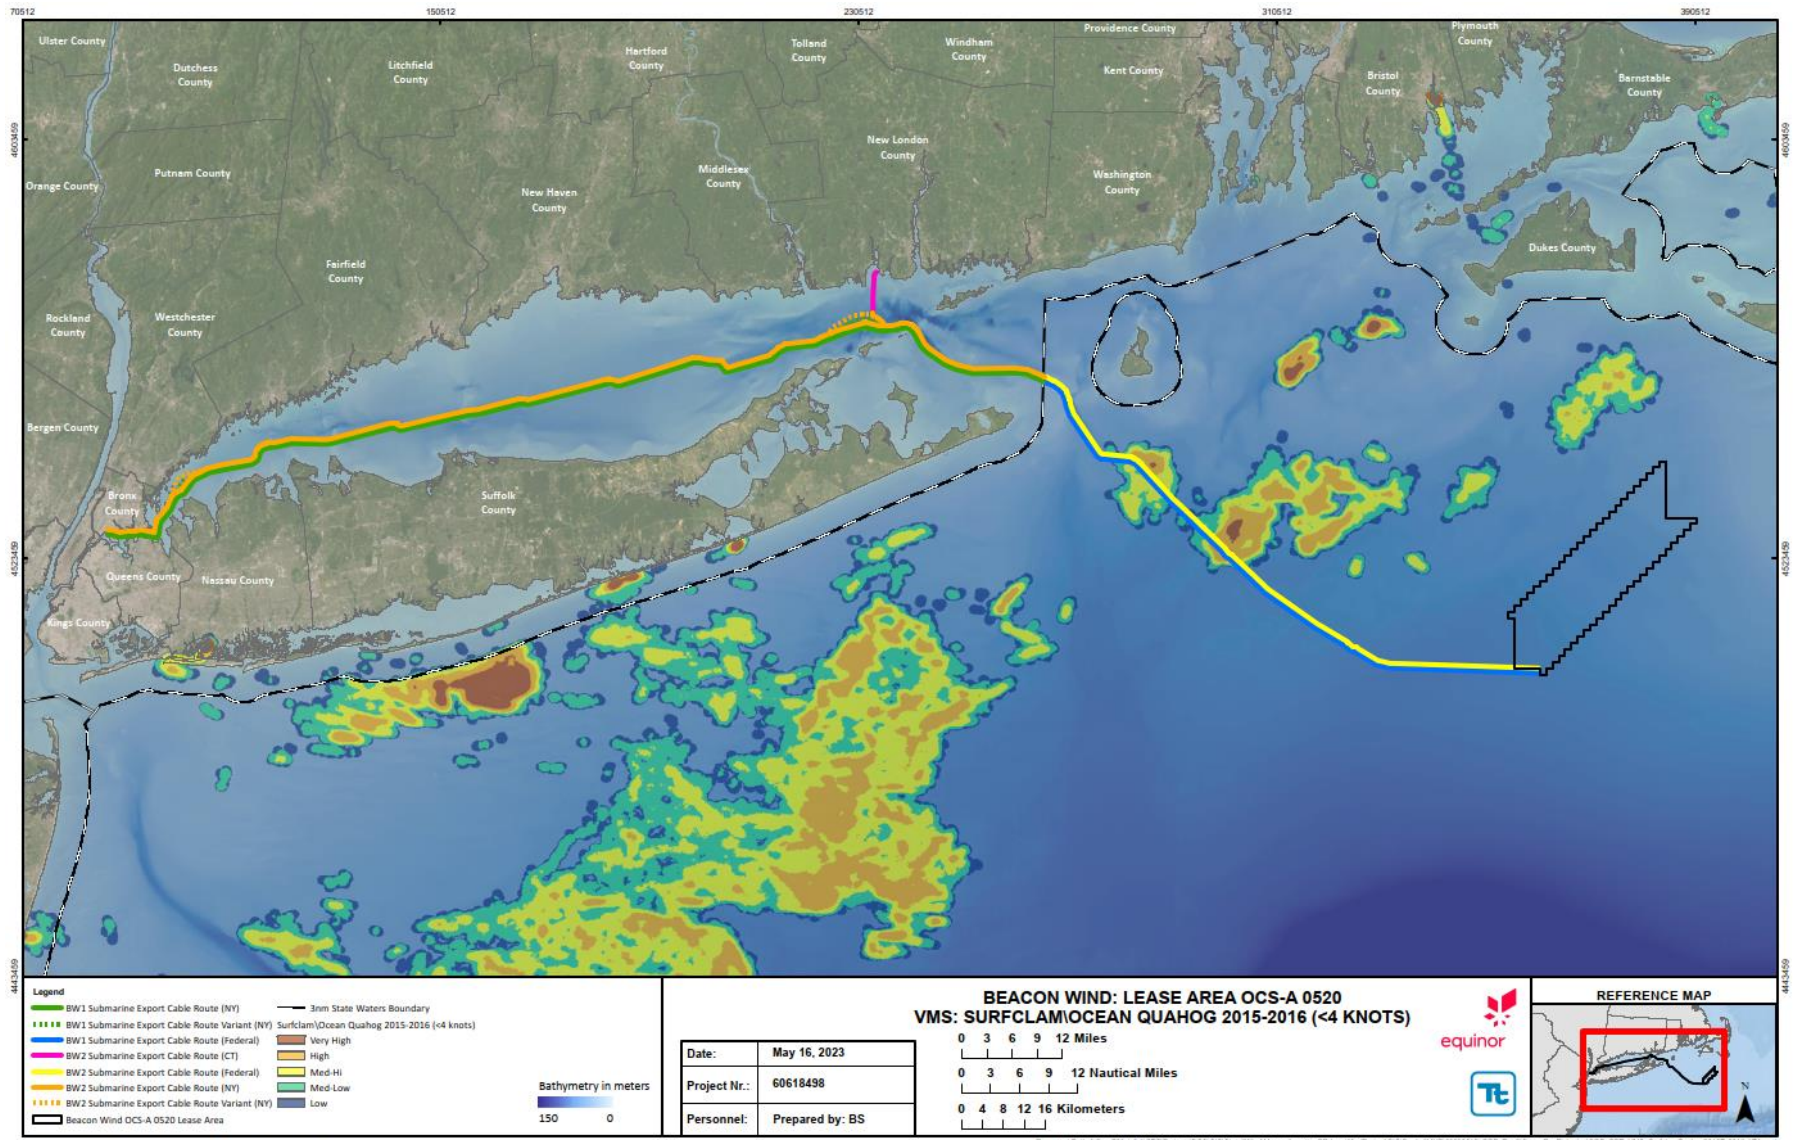 70512
150512
230512
310512
390512
Ulster County
Dutchess
County
Litchfield
County
Hartford
County
Tolland
County
Windham
County
Providence County
Kent County
Plymouth
County
Bristol
County
Barnstable
County
4603459
4603459
Orange County
Putnam County
New Haven
County
Middlesex
County
New London
County
Washington
County
Dukes County
Fairfield
County
Rockland
County
Westchester
County
Bergen County
Bronx
County
Suffolk
County
4523459
4523459
Queens County
Nassau County
Kings County
4443459
4443459
Legend
BW1 Submarine Export Cable Route (NY)
BW1 Submarine Export Cable Route Variant (NY)
BW1 Submarine Export Cable Route (Federal)
BW2 Submarine Export Cable Route (CT)
BW2 Submarine Export Cable Route (Federal)
BW2 Submarine Export Cable Route (NY)
BW2 Submarine Export Cable Route Variant (NY)
Beacon Wind OCS-A 0520 Lease Area
3nm State Waters Boundary
Surfclam\Ocean Quahog 2015-2016 (<4 knots)
Very High
High
Med-Hi
Med-Low
Low
Bathymetry in meters
150 0
BEACON WIND: LEASE AREA OCS-A 0520
VMS: SURFCLAM\OCEAN QUAHOG 2015-2016 (<4 KNOTS)
Date: May 16, 2023
Project Nr.: 60618498
Personnel: Prepared by: BS
0 3 6 9 12 Miles
0 3 6 9 12 Nautical Miles
0 4 8 12 16 Kilometers
equinor
Tt
REFERENCE MAP
N